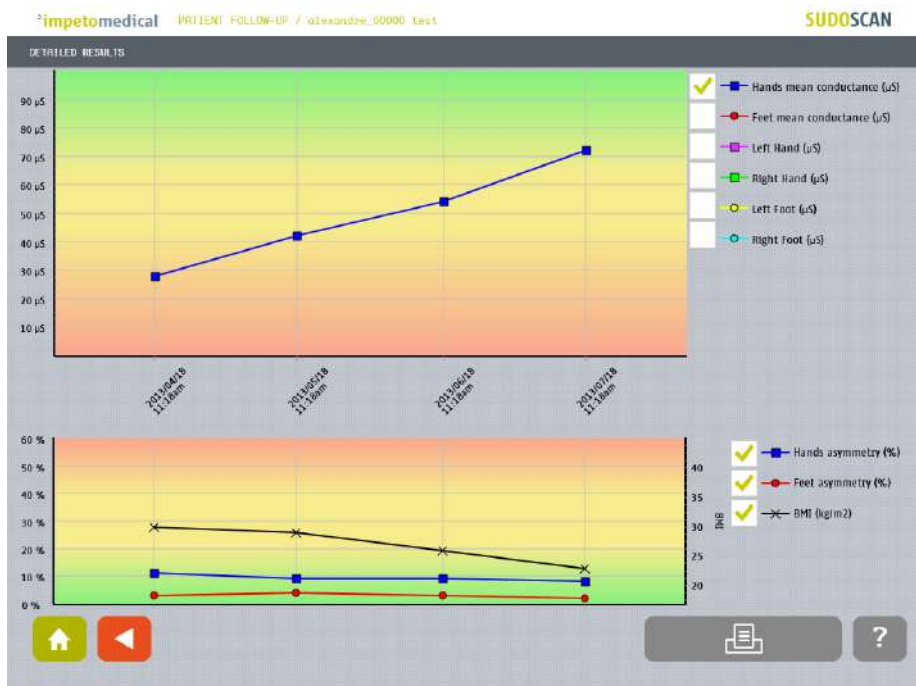 impetomedical PATIENT FOLLOW-UP / alexandre_00000 test SUDOSCAN
DETAILED RESULTS
90 µS
80 µS
70 µS
60 µS
50 µS
40 µS
30 µS
20 µS
10 µS
Hands mean conductance (µS)
Feet mean conductance (µS)
Left Hand (µS)
Right Hand (µS)
Left Foot (µS)
Right Foot (µS)
2013/04/18
11:18am
2013/05/18
11:18am
2013/06/18
11:18am
2013/07/18
11:18am
60 %
50 %
40 %
30 %
20 %
10 %
0 %
40
35
30
25
20
BMI
Hands asymmetry (%)
Feet asymmetry (%)
BMI (kg/m2)
?